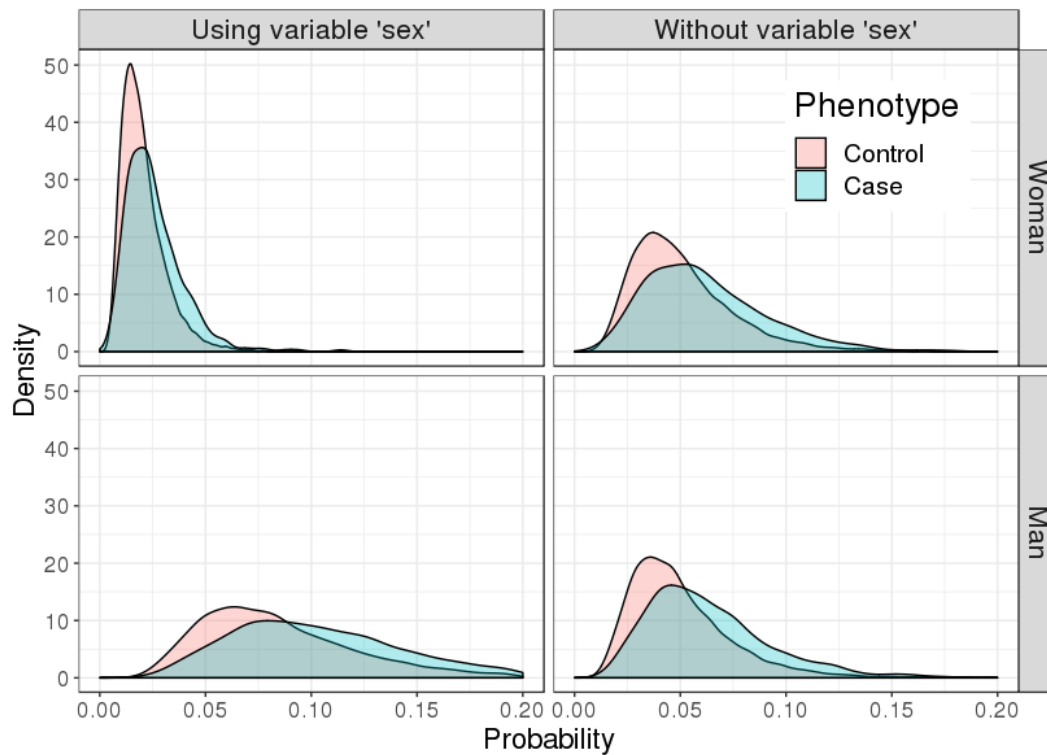 Using variable 'sex'
Without variable 'sex'
Phenotype
Control
Case
Woman
Man
Density
50
40
30
20
10
0
50
40
30
20
10
0
0.00 0.05 0.10 0.15 0.20
0.00 0.05 0.10 0.15 0.20
Probability